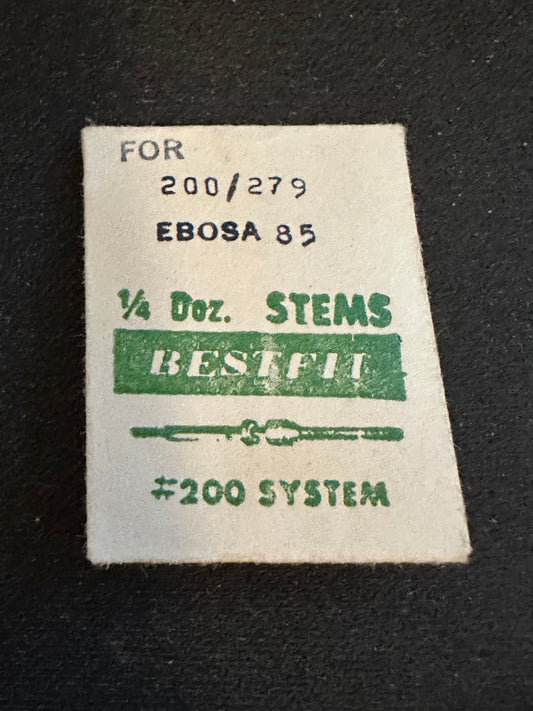 FOR
200/279
EBOSA 85
1/4 Doz. STEMS
BESTFIT
#200 SYSTEM